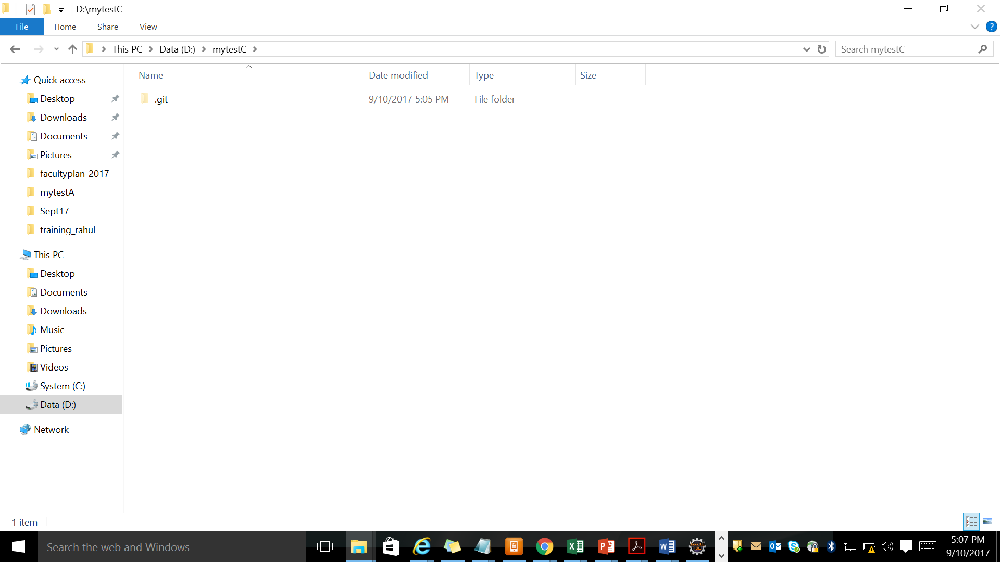 D:\mytestC
File Home Share View
This PC Data (D:) mytestC
Search mytestC
Name Date modified Type Size
.git 9/10/2017 5:05 PM File folder
Quick access
Desktop
Downloads
Documents
Pictures
facultyplan_2017
mytestA
Sept17
training_rahul
This PC
Desktop
Documents
Downloads
Music
Pictures
Videos
System (C:)
Data (D:)
Network
1 item
Search the web and Windows
5:07 PM
9/10/2017